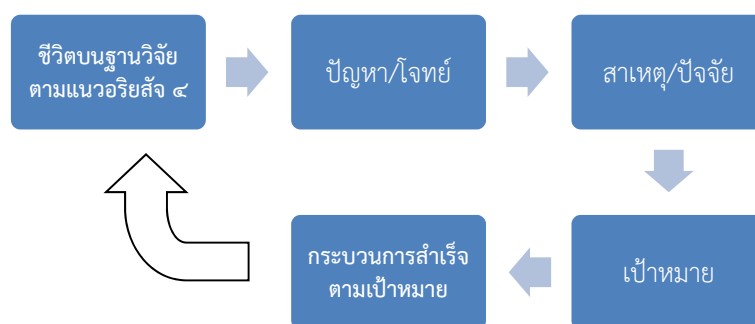 ชีวิตบนฐานวิจัย
ตามแนวอริยสัจ ๔
ปัญหา/โจทย์
สาเหตุ/ปัจจัย
เป้าหมาย
กระบวนการสำเร็จ
ตามเป้าหมาย